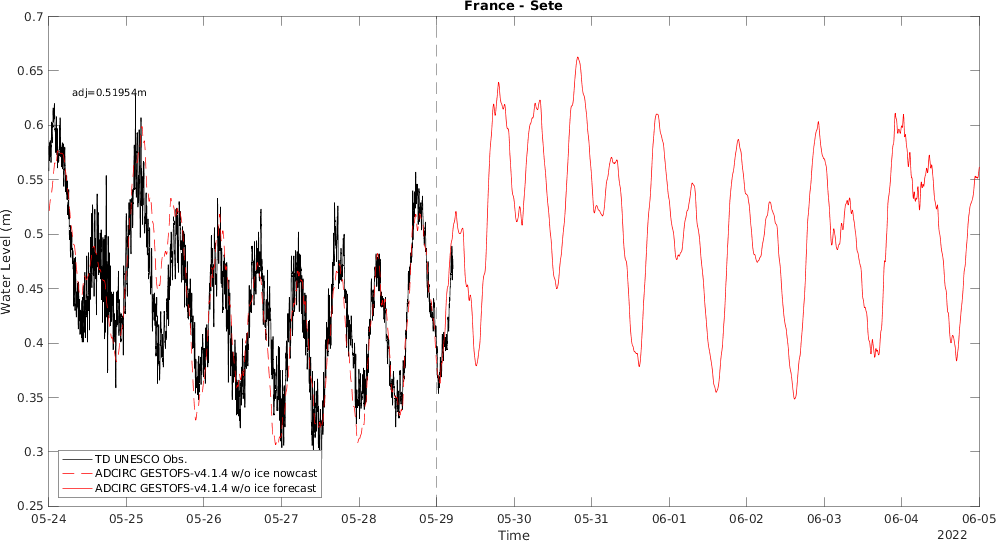 France - Sete
0.7
0.65
0.6
0.55
0.5
0.45
0.4
0.35
0.3
0.25
Water Level (m)
adj=0.51954m
TD UNESCO Obs.
ADCIRC GESTOFS-v4.1.4 w/o ice nowcast
ADCIRC GESTOFS-v4.1.4 w/o ice forecast
05-24 05-25 05-26 05-27 05-28 05-29 05-30 05-31 06-01 06-02 06-03 06-04 06-05
Time
2022